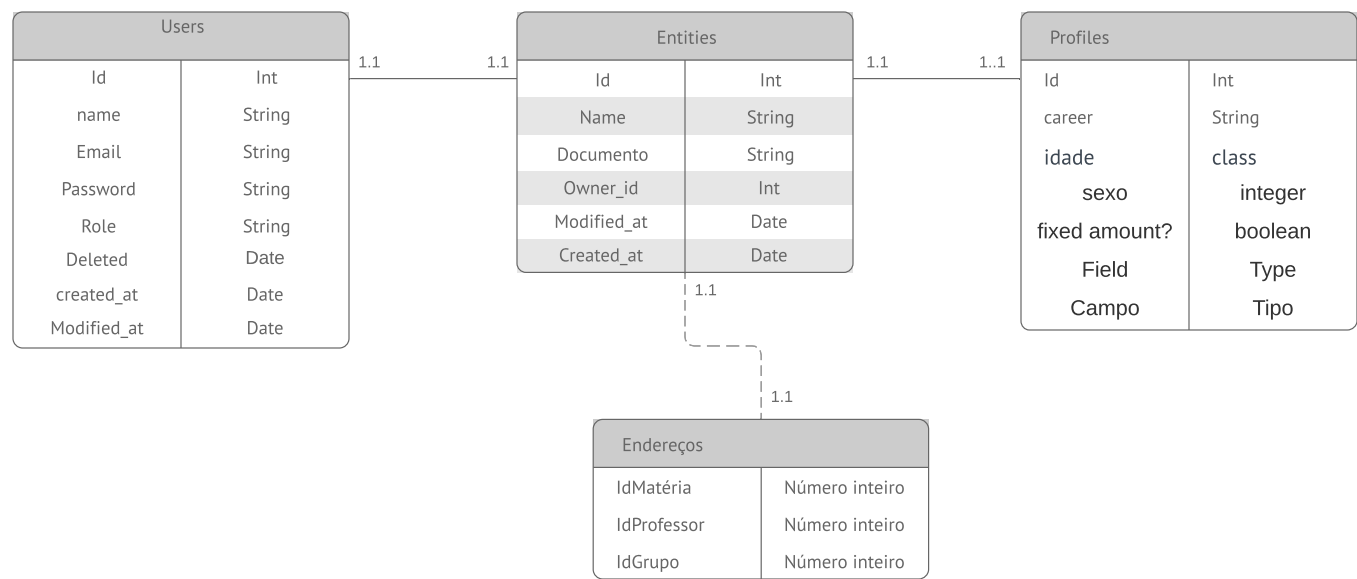 Users
Id Int
name String
Email String
Password String
Role String
Deleted Date
created_at Date
Modified_at Date
1.1 1.1
Entities
Id Int
Name String
Documento String
Owner_id Int
Modified_at Date
Created_at Date
1.1 1..1
Profiles
Id Int
career String
idade class
sexo integer
fixed amount? boolean
Field Type
Campo Tipo
1.1
1.1
Endereços
IdMatéria Número inteiro
IdProfessor Número inteiro
IdGrupo Número inteiro